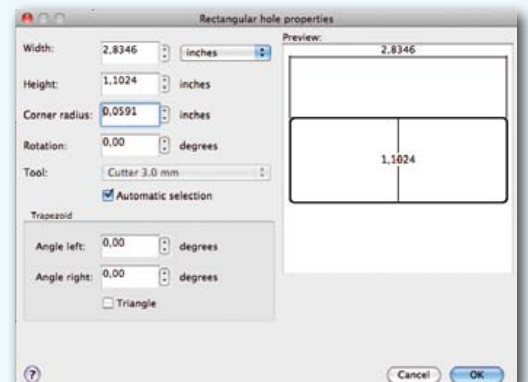 Rectangular hole properties
Width: 2,8346 inches
Height: 1,1024 inches
Corner radius: 0,0591 inches
Rotation: 0,00 degrees
Tool: Cutter 3.0 mm
Automatic selection
Trapezoid
Angle left: 0,00 degrees
Angle right: 0,00 degrees
Triangle
Preview:
2,8346
1,1024
?
Cancel OK